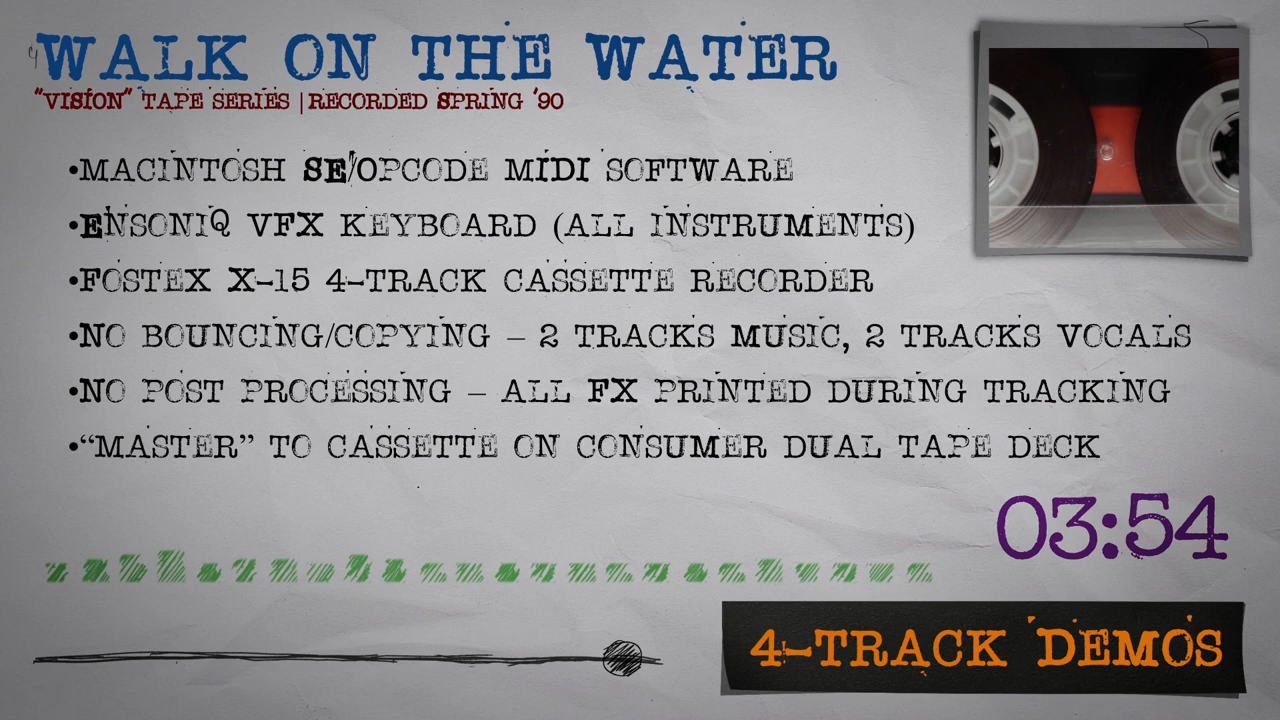 WALK ON THE WATER
"VISION" TAPE SERIES | RECORDED SPRING '90
•MACINTOSH SE/OPCODE MIDI SOFTWARE
•ENSONIQ VFX KEYBOARD (ALL INSTRUMENTS)
•FOSTEX X-15 4-TRACK CASSETTE RECORDER
•NO BOUNCING/COPYING – 2 TRACKS MUSIC, 2 TRACKS VOCALS
•NO POST PROCESSING – ALL FX PRINTED DURING TRACKING
•“MASTER” TO CASSETTE ON CONSUMER DUAL TAPE DECK
03:54
4-TRACK DEMOS